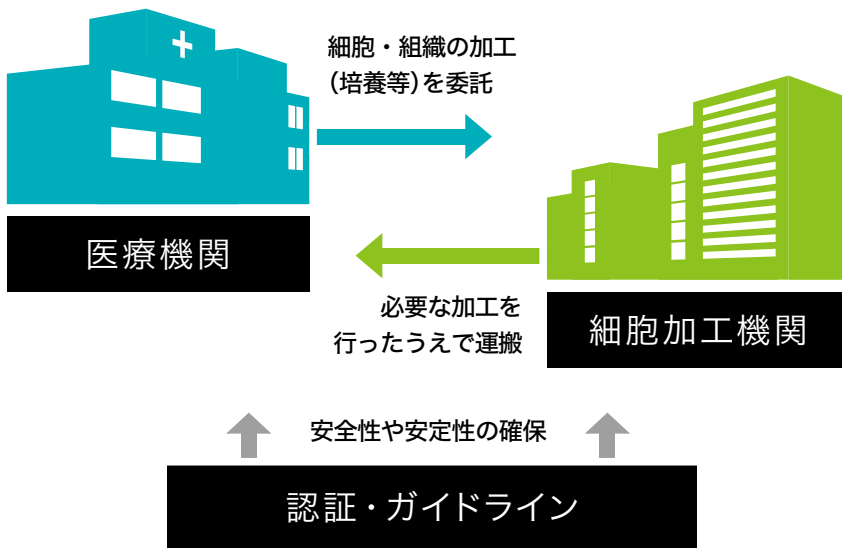 細胞・組織の加工
（培養等）を委託
医療機関
必要な加工を
行ったうえで運搬
細胞加工機関
安全性や安定性の確保
認証・ガイドライン